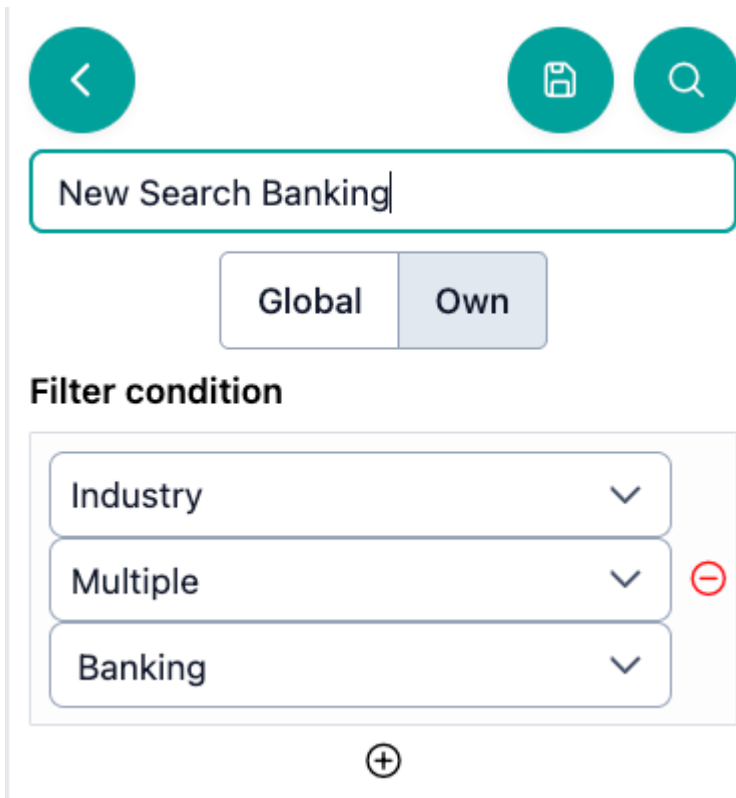 New Search Banking
Global Own
Filter condition
Industry
Multiple
Banking